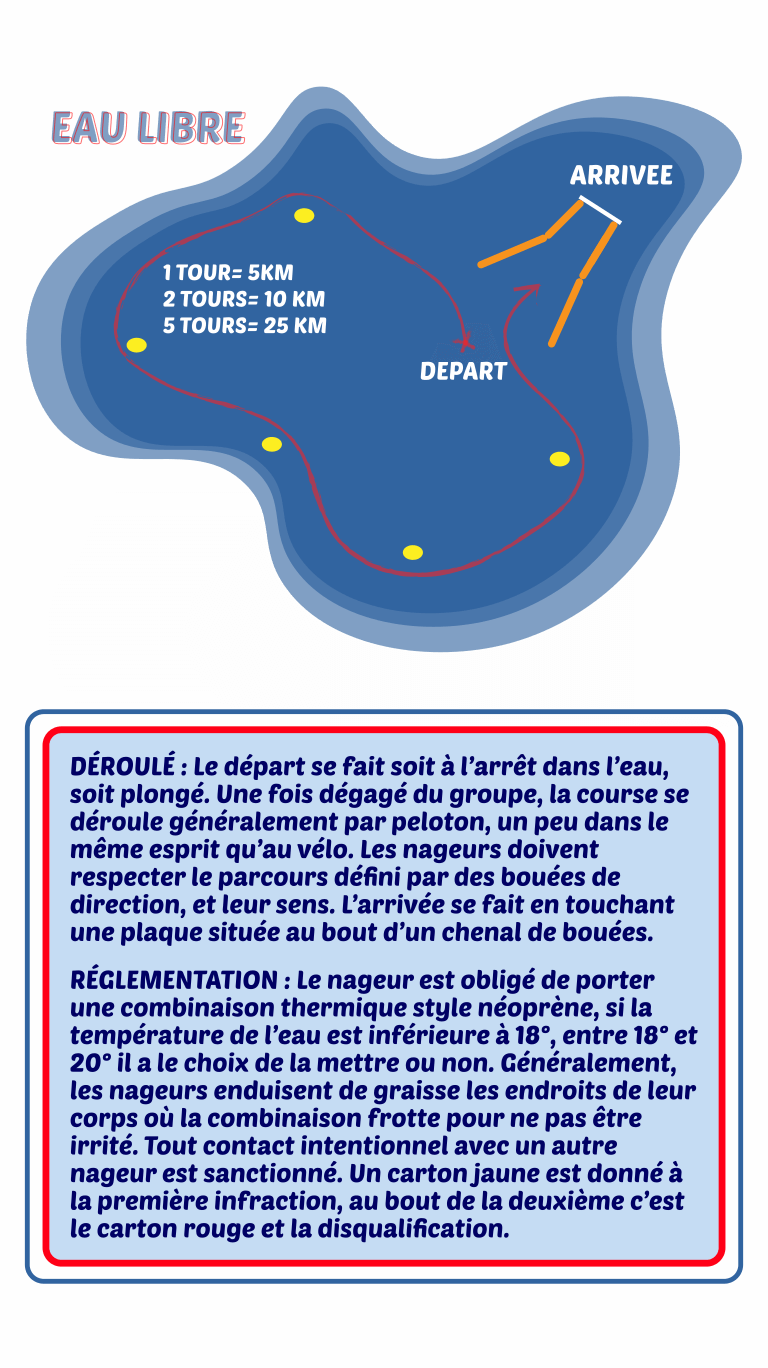 EAU LIBRE
ARRIVEE
1 TOUR= 5KM
2 TOURS= 10 KM
5 TOURS= 25 KM
DEPART
DÉROULÉ : Le départ se fait soit à l'arrêt dans l'eau,
soit plongé. Une fois dégagé du groupe, la course se
déroule généralement par peloton, un peu dans le
même esprit qu'au vélo. Les nageurs doivent
respecter le parcours défini par des bouées de
direction, et leur sens. L'arrivée se fait en touchant
une plaque située au bout d'un chenal de bouées.
RÉGLEMENTATION : Le nageur est obligé de porter
une combinaison thermique style néoprène, si la
température de l'eau est inférieure à 18°, entre 18° et
20° il a le choix de la mettre ou non. Généralement,
les nageurs enduisent de graisse les endroits de leur
corps où la combinaison frotte pour ne pas être
irrité. Tout contact intentionnel avec un autre
nageur est sanctionné. Un carton jaune est donné à
la première infraction, au bout de la deuxième c'est
le carton rouge et la disqualification.